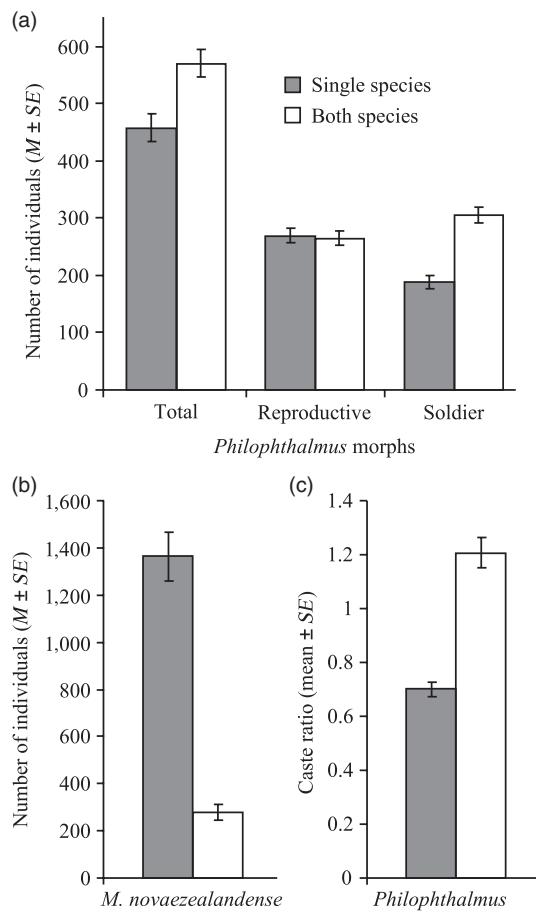 (a)
Number of individuals (M ± SE)
600
500
400
300
200
100
0
Single species
Both species
Total Reproductive Soldier
Philophthalmus morphs
(b)
Number of individuals (M ± SE)
1,600
1,400
1,200
1,000
800
600
400
200
0
M. novaezealandense
(c)
Caste ratio (mean ± SE)
1.4
1.2
1
0.8
0.6
0.4
0.2
0
Philophthalmus